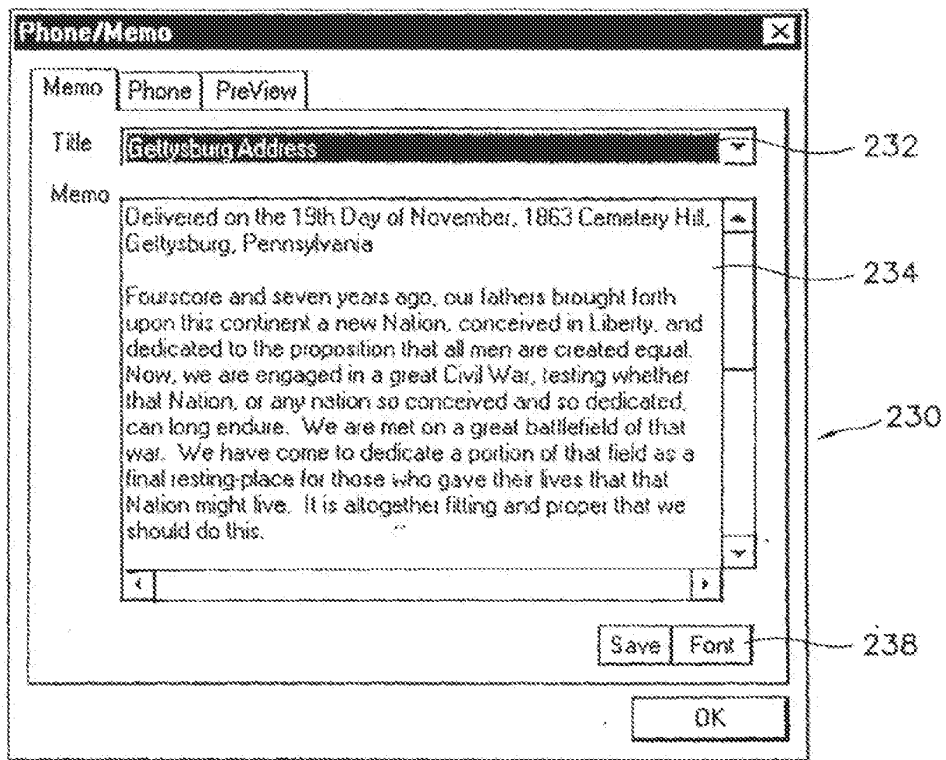 Phone/Memo
Memo Phone PreView
Title Gettysburg Address 232
Memo
Delivered on the 19th Day of November, 1863 Cemetery Hill,
Gettysburg, Pennsylvania
234
Fourscore and seven years ago, our fathers brought forth
upon this continent a new Nation, conceived in Liberty, and
dedicated to the proposition that all men are created equal.
Now, we are engaged in a great Civil War, testing whether
that Nation, or any nation so conceived and so dedicated,
can long endure. We are met on a great battlefield of that
230
war. We have come to dedicate a portion of that field as a
final resting-place for those who gave their lives that that
Nation might live. It is altogether fitting and proper that we
should do this.
Save Font 238
OK